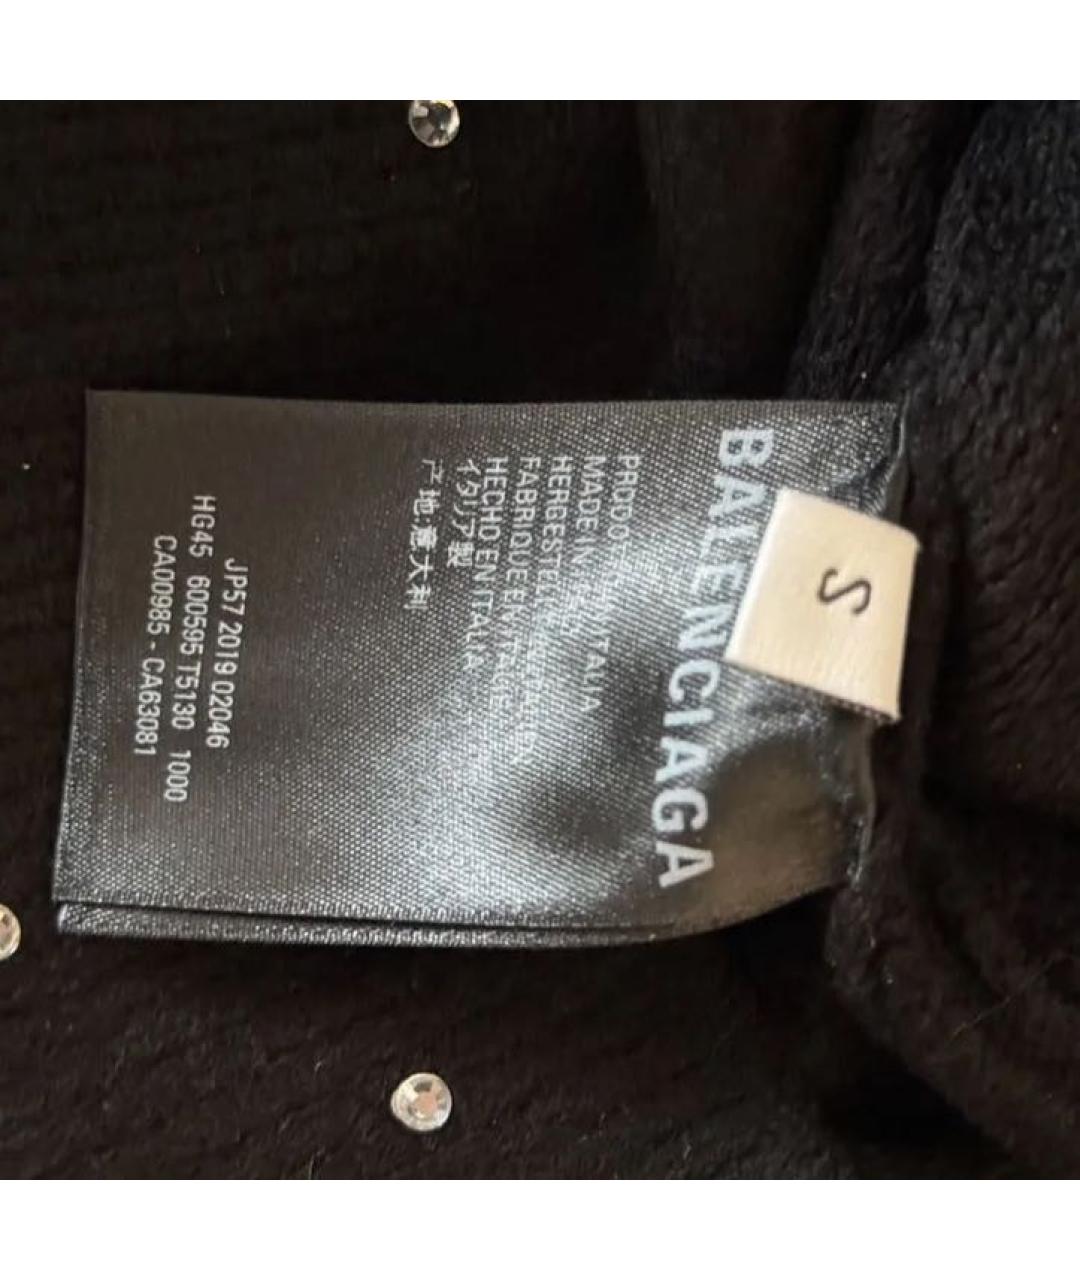 S
BALENCIAGA
PRODOTTO IN ITALIA
MADE IN ITALY
HERGESTELLT IN ITALIEN
FABRIQUE EN ITALIE
HECHO EN ITALIA
イタリア製
产地:意大利
JP57 2019 02046
HG45 600595 T5130 1000
CA00985 - CA63081